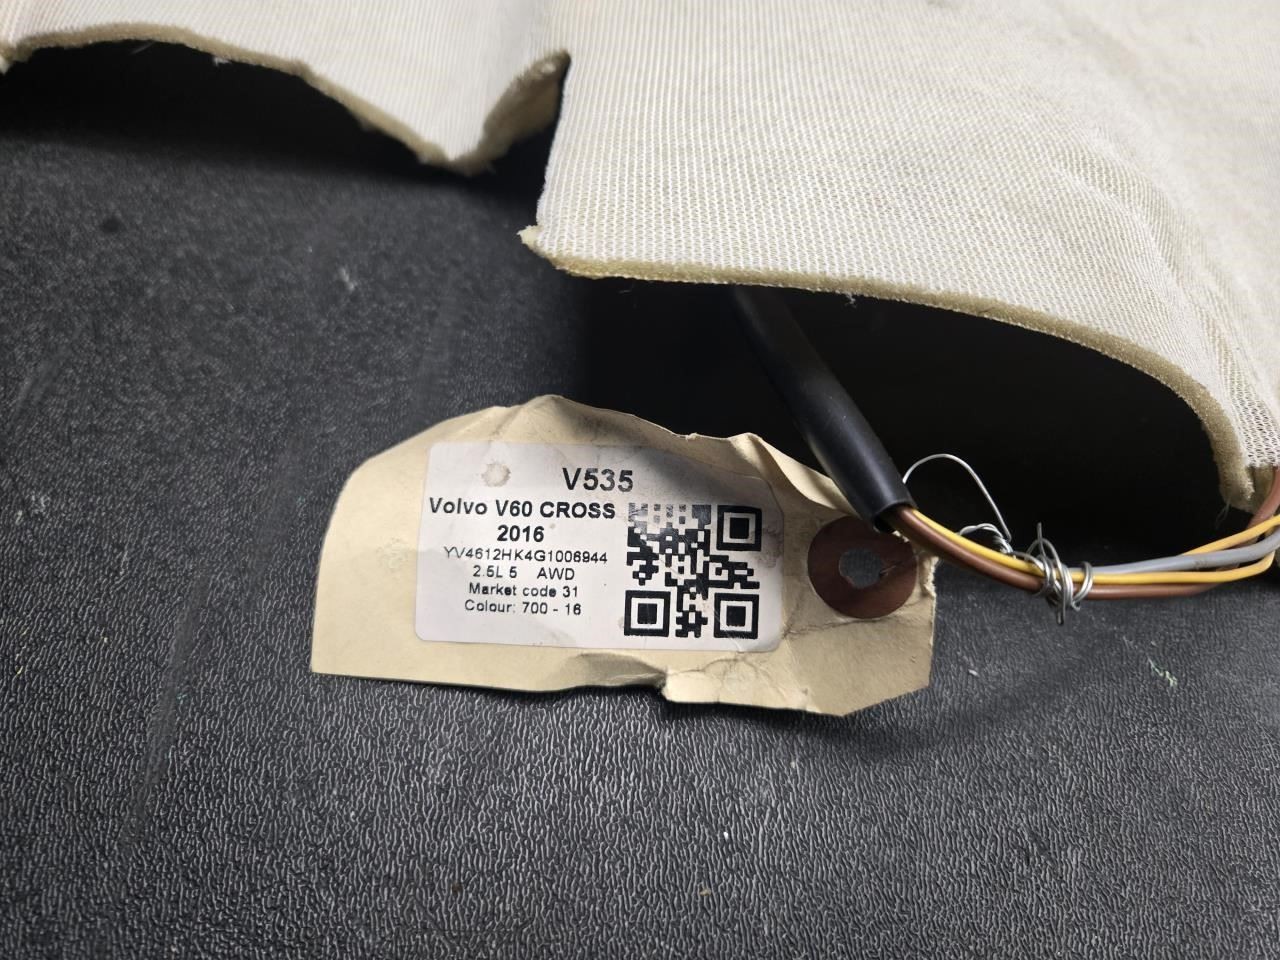 V535
Volvo V60 CROSS
2016
YV4612HK4G1006944
2.5L 5 AWD
Market code 31
Colour: 700 - 16